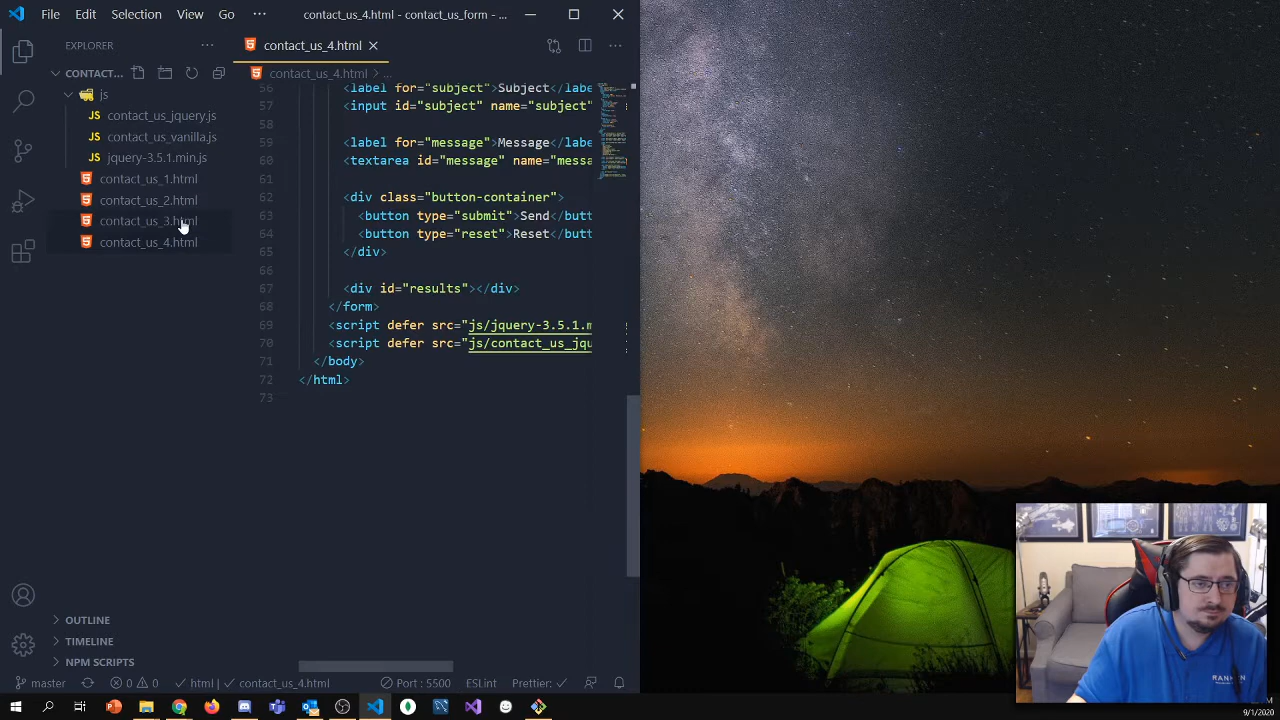 File Edit Selection View Go ··· contact_us_4.html - contact_us_form - ...
EXPLORER ···
contact_us_4.html
CONTACT...
contact_us_4.html > ...
js
contact_us_jquery.js
contact_us_vanilla.js
jquery-3.5.1.min.js
contact_us_1.html
contact_us_2.html
contact_us_3.html
contact_us_4.html
56 <label for="subject">Subject</labe
57 <input id="subject" name="subject"
58
59 <label for="message">Message</labe
60 <textarea id="message" name="messa
61
62 <div class="button-container">
63 <button type="submit">Send</butt
64 <button type="reset">Reset</butt
65 </div>
66
67 <div id="results"></div>
68 </form>
69 <script defer src="js/jquery-3.5.1.m
70 <script defer src="js/contact_us_jqu
71 </body>
72 </html>
73
OUTLINE
TIMELINE
NPM SCRIPTS
master 0 0 html | contact_us_4.html Port : 5500 ESLint Prettier:
9/1/2020